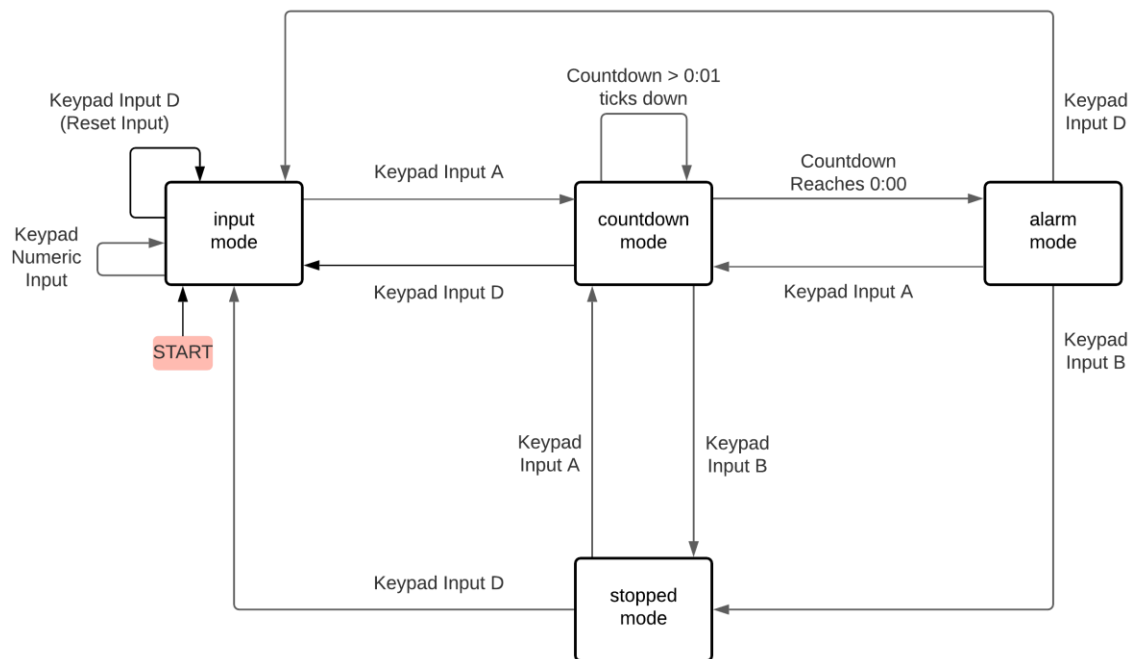 Keypad Input D
(Reset Input)
Countdown > 0:01
ticks down
Keypad
Input D
Keypad Input A
Countdown
Reaches 0:00
input
mode
countdown
mode
alarm
mode
Keypad
Numeric
Input
Keypad Input D
Keypad Input A
START
Keypad
Input B
Keypad
Input A
Keypad
Input B
Keypad Input D
stopped
mode